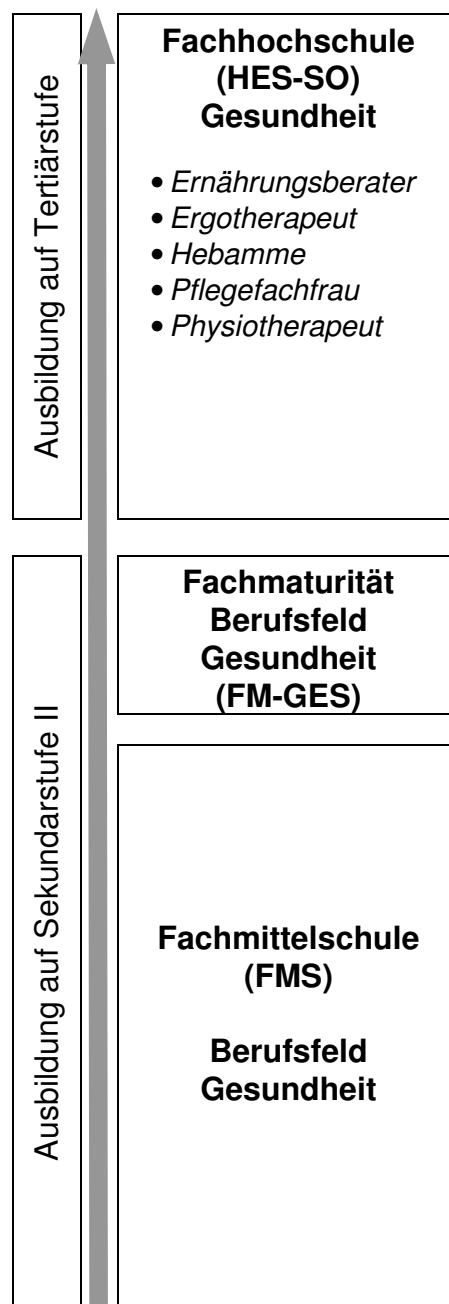 Ausbildung auf Tertiärstufe
Fachhochschule
(HES-SO)
Gesundheit
• Ernährungsberater
• Ergotherapeut
• Hebamme
• Pflegefachfrau
• Physiotherapeut
Ausbildung auf Sekundarstufe II
Fachmaturität
Berufsfeld
Gesundheit
(FM-GES)
Fachmittelschule
(FMS)
Berufsfeld
Gesundheit